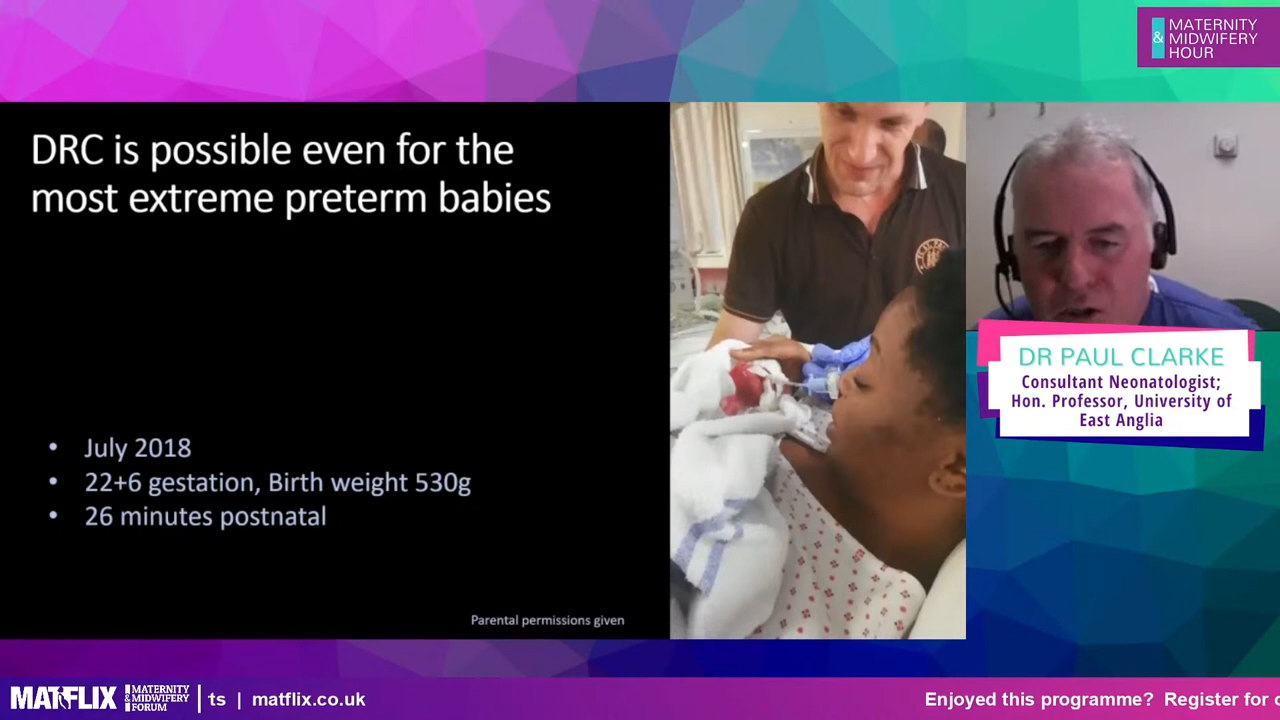 &
MATERNITY
MIDWIFERY
HOUR
DRC is possible even for the
most extreme preterm babies
• July 2018
• 22+6 gestation, Birth weight 530g
• 26 minutes postnatal
Parental permissions given
DR PAUL CLARKE
Consultant Neonatologist;
Hon. Professor, University of
East Anglia
MATFLIX
MATERNITY
& MIDWIFERY
FORUM
ts | matflix.co.uk
Enjoyed this programme? Register for